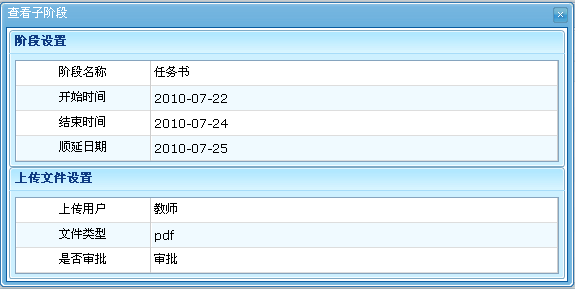 查看子阶段
阶段设置
阶段名称 任务书
开始时间 2010-07-22
结束时间 2010-07-24
顺延日期 2010-07-25
上传文件设置
上传用户 教师
文件类型 pdf
是否审批 审批